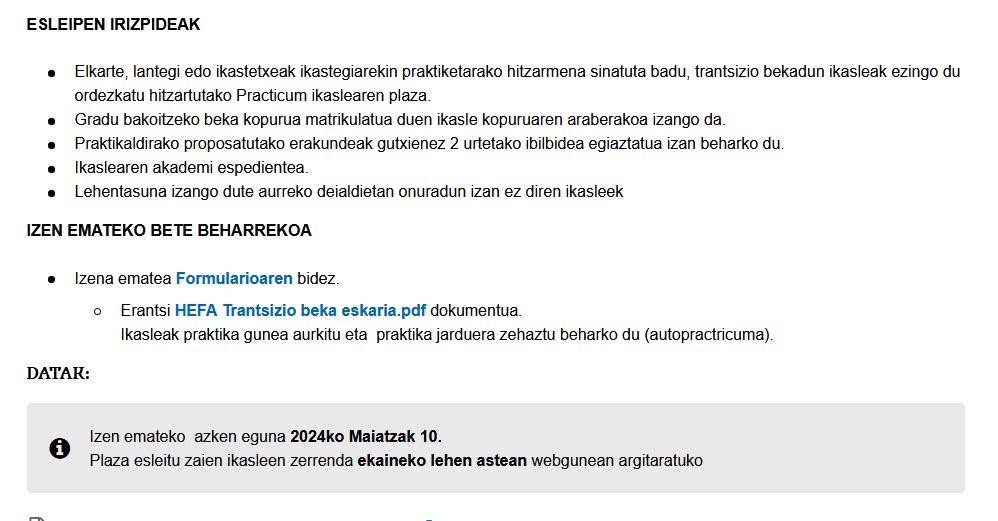 ESLEIPEN IRIZPIDEAK
Elkarte, lantegi edo ikastetxeak ikastegiarekin praktiketarako hitzarmena sinatuta badu, trantsizio bekadun ikasleak ezingo du
ordezkatu hitzartutako Practicum ikaslearen plaza.
Gradu bakoitzeko beka kopurua matrikulatua duen ikasle kopuruaren araberakoa izango da.
Praktikaldirako proposatutako erakundeak gutxienez 2 urtetako ibilbidea egiaztatua izan beharko du.
Ikaslearen akademi espedientea.
Lehentasuna izango dute aurreko deialdietan onuradun izan ez diren ikasleek
IZEN EMATEKO BETE BEHARREKOA
Izena ematea Formularioaren bidez.
Erantsi HEFA Trantsizio beka eskaria.pdf dokumentua.
Ikasleak praktika gunea aurkitu eta praktika jarduera zehaztu beharko du (autopractricuma).
DATAK:
Izen emateko azken eguna 2024ko Maiatzak 10.
Plaza esleitu zaien ikasleen zerrenda ekaineko lehen astean webgunean argitaratuko